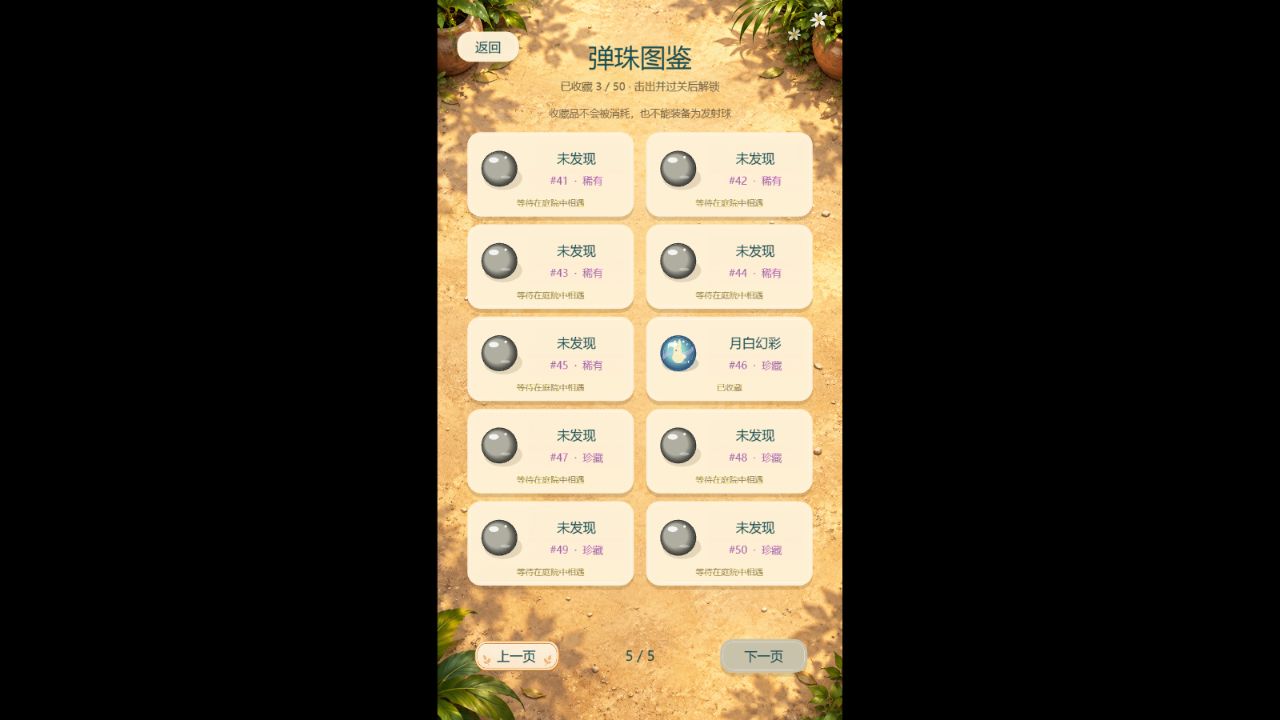 返回
弹珠图鉴
已收藏 3 / 50 · 击出并过关后解锁
收藏品不会被消耗，也不能装备为发射球
未发现
#41 · 稀有
等待在庭院中相遇
未发现
#42 · 稀有
等待在庭院中相遇
未发现
#43 · 稀有
等待在庭院中相遇
未发现
#44 · 稀有
等待在庭院中相遇
未发现
#45 · 稀有
等待在庭院中相遇
月白幻彩
#46 · 珍藏
已收藏
未发现
#47 · 珍藏
等待在庭院中相遇
未发现
#48 · 珍藏
等待在庭院中相遇
未发现
#49 · 珍藏
等待在庭院中相遇
未发现
#50 · 珍藏
等待在庭院中相遇
上一页
5 / 5
下一页